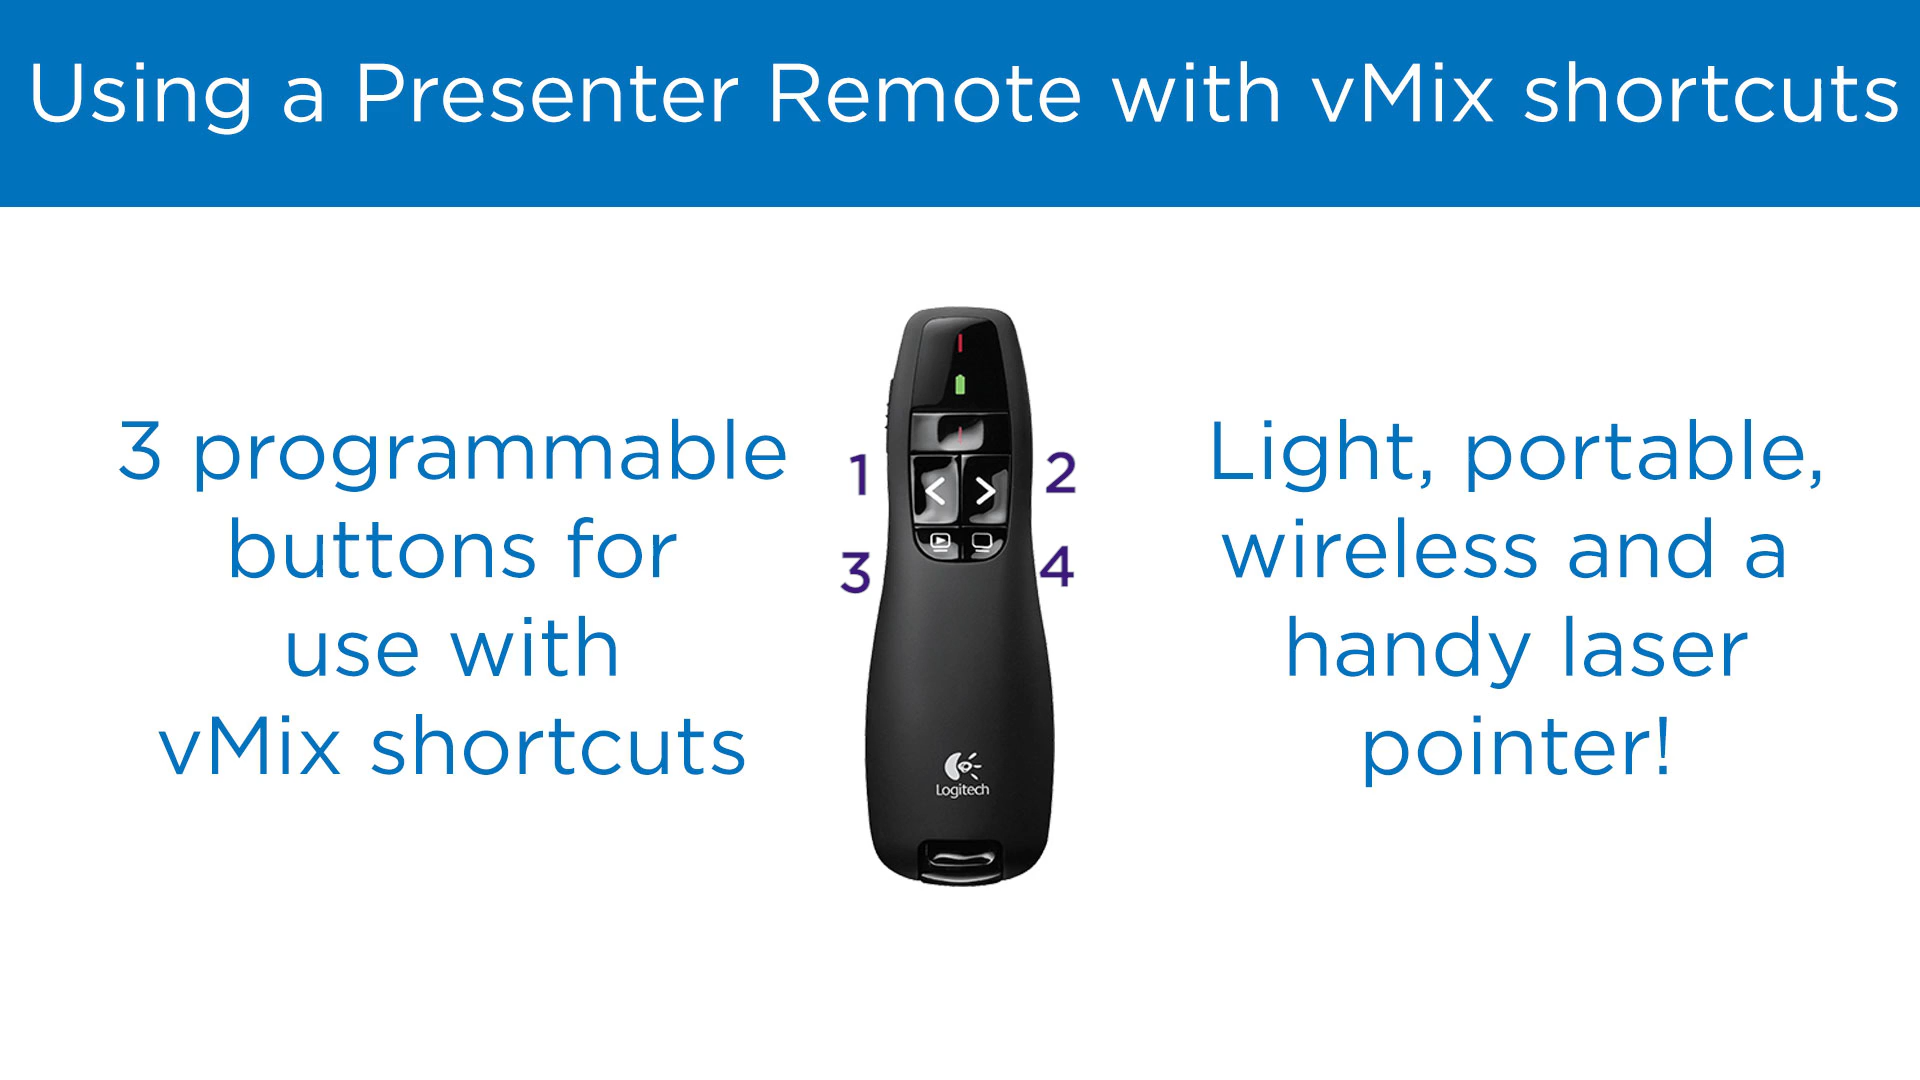 Using a Presenter Remote with vMix shortcuts
3 programmable
buttons for
use with
vMix shortcuts
1
2
3
4
Logitech
Light, portable,
wireless and a
handy laser
pointer!